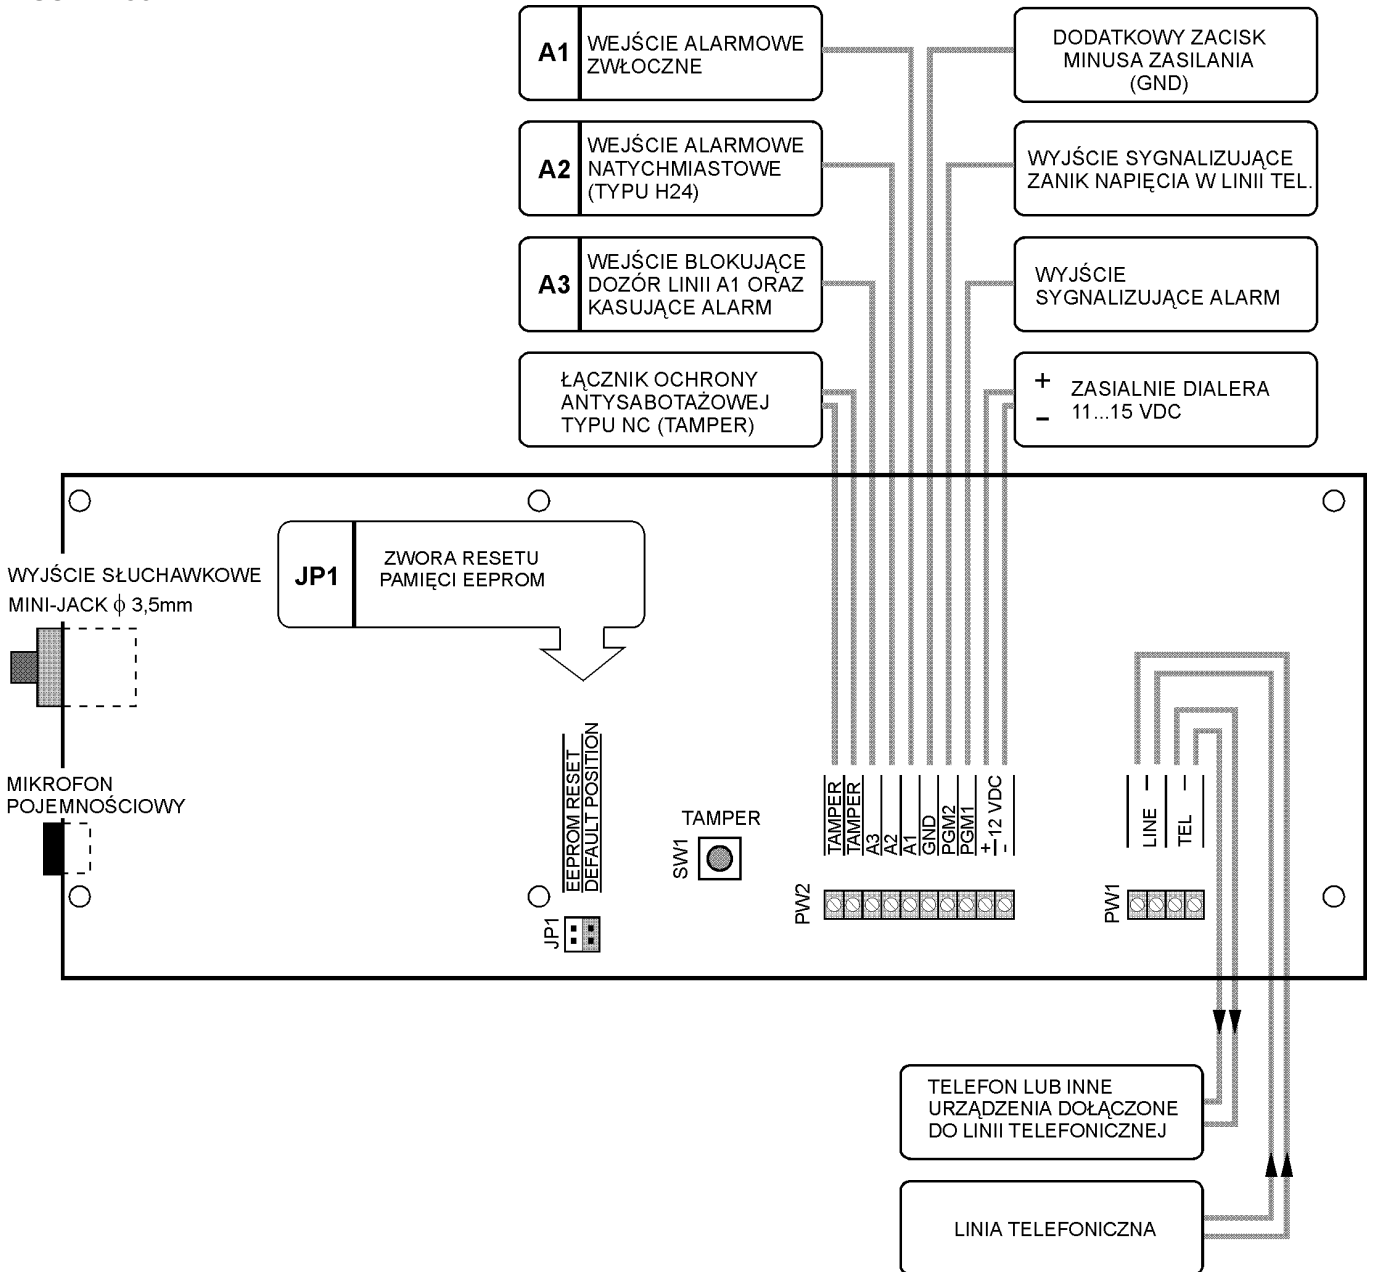 A1
WEJŚCIE ALARMOWE
ZWŁOCZNE
DODATKOWY ZACISK
MINUSA ZASILANIA
(GND)
A2
WEJŚCIE ALARMOWE
NATYCHMIASTOWE
(TYPU H24)
WYJŚCIE SYGNALIZUJĄCE
ZANIK NAPIĘCIA W LINII TEL.
A3
WEJŚCIE BLOKUJĄCE
DOZÓR LINII A1 ORAZ
KASUJĄCE ALARM
WYJŚCIE
SYGNALIZUJĄCE ALARM
ŁĄCZNIK OCHRONY
ANTYSABOTAŻOWEJ
TYPU NC (TAMPER)
+
–
ZASIALNIE DIALERA
11...15 VDC
JP1
ZWORA RESETU
PAMIĘCI EEPROM
WYJŚCIE SŁUCHAWKOWE
MINI-JACK ϕ 3,5mm
MIKROFON
POJEMNOŚCIOWY
EEPROM RESET
DEFAULT POSITION
JP1
TAMPER
SW1
TAMPER
TAMPER
A3
A2
A1
GND
PGM2
PGM1
+
12 VDC
-
PW2
LINE
TEL
PW1
TELEFON LUB INNE
URZĄDZENIA DOŁĄCZONE
DO LINII TELEFONICZNEJ
LINIA TELEFONICZNA